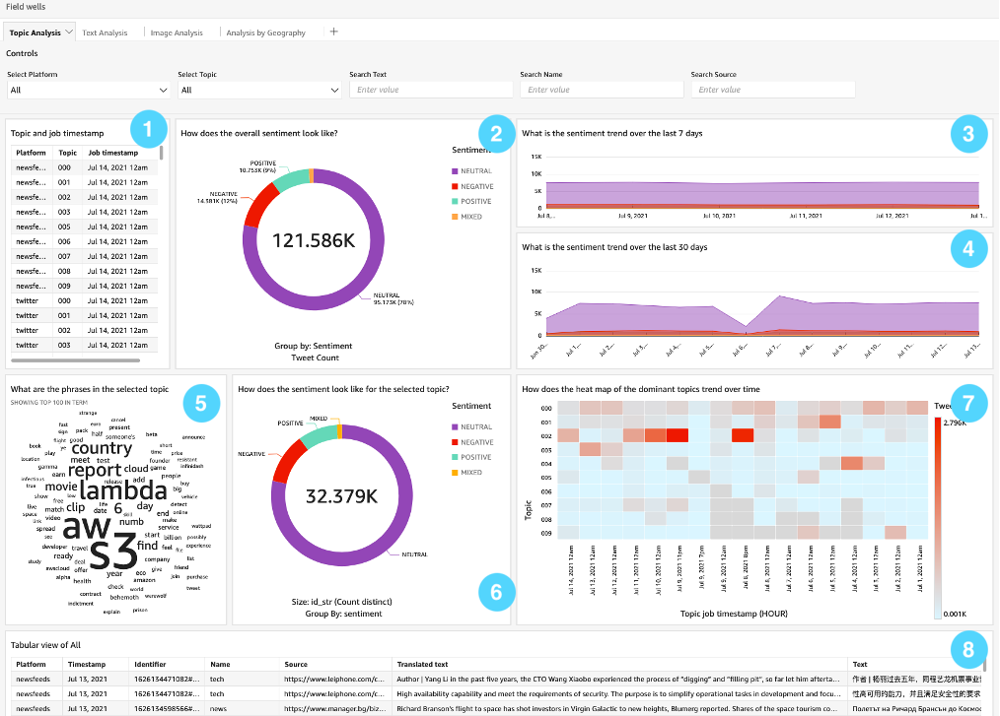 Field wells
Topic Analysis
Text Analysis
Image Analysis
Analysis by Geography
Controls
Select Platform
All
Select Topic
All
Search Text
Enter value
Search Name
Enter value
Search Source
Enter value
Topic and job timestamp
1
Platform Topic Job timestamp
newsfe... 000 Jul 14, 2021 12am
newsfe... 001 Jul 14, 2021 12am
newsfe... 002 Jul 14, 2021 12am
newsfe... 003 Jul 14, 2021 12am
newsfe... 005 Jul 14, 2021 12am
newsfe... 006 Jul 14, 2021 12am
newsfe... 007 Jul 14, 2021 12am
newsfe... 008 Jul 14, 2021 12am
newsfe... 009 Jul 14, 2021 12am
twitter 000 Jul 14, 2021 12am
twitter 001 Jul 14, 2021 12am
twitter 002 Jul 14, 2021 12am
twitter 003 Jul 14, 2021 12am
How does the overall sentiment look like?
2
Sentiment
NEUTRAL
NEGATIVE
POSITIVE
MIXED
POSITIVE
10.753K (9%)
NEGATIVE
14.381K (12%)
121.586K
NEUTRAL
95.173K (78%)
Group by: Sentiment
Tweet Count
What is the sentiment trend over the last 7 days
3
15K
10K
5K
0
Jul 8... Jul 9, 2021 Jul 10, 2021 Jul 11, 2021 Jul 12, 2021 Jul 1...
What is the sentiment trend over the last 30 days
4
15K
10K
5K
0
Jun 30... Jul 1... Jul 2... Jul 3... Jul 4... Jul 5... Jul 6... Jul 7... Jul 8... Jul 9... Jul 10... Jul 11... Jul 12... Jul 13...
What are the phrases in the selected topic
5
SHOWING TOP 100 IN TERM
strange
fast euro cancel
sign pack present
flight good half someone's beta announce
book ye country short
play meet test time price
location founder resistant
gamma report cloud game infinidash
earn release add people
infectious movie lambda buy
true big
show free low vehicle
live match clip life 6 day detect
space date skill end online
link video aws numb make
spread service wattpad
sec s3 start billion possibly
developer travel find feel fix experience
ready deal company list
study
awscloud offer year eco give friend
alpha amazon join purchase
health check world tweet
contract behemoth werewolf
indictment
explain prison
How does the sentiment look like for the selected topic?
Sentiment
NEUTRAL
NEGATIVE
POSITIVE
MIXED
MIXED
POSITIVE
NEGATIVE
32.379K
NEUTRAL
6
Size: id_str (Count distinct)
Group By: sentiment
How does the heat map of the dominant topics trend over time
7
Twee
2.796K
0.001K
Topic
000
001
002
003
004
005
006
007
008
009
Jul 14, 2021 12am
Jul 13, 2021 12am
Jul 12, 2021 12am
Jul 11, 2021 12am
Jul 10, 2021 12am
Jul 9, 2021 11pm
Jul 9, 2021 7pm
Jul 9, 2021 12am
Jul 8, 2021 8am
Jul 8, 2021 12am
Jul 7, 2021 12am
Jul 6, 2021 12am
Jul 5, 2021 12am
Jul 4, 2021 12am
Jul 3, 2021 12am
Jul 2, 2021 12am
Jul 1, 2021 12am
Topic job timestamp (HOUR)
Tabular view of All
8
Platform Timestamp Identifier Name Source Translated text Text
newsfeeds Jul 13, 2021 1626134471082#... tech https://www.leiphone.com/c... Author | Yang Li in the past five years, the CTO Wang Xiaobo experienced the process of "digging" and "filling pit", so far let him afterta... 作者 | 杨丽过去五年，同程艺龙机票事业
newsfeeds Jul 13, 2021 1626134471082#... tech https://www.leiphone.com/c... High availability capability and meet the requirements of security. The purpose is to simplify operational tasks in development and focu... 性高可用的能力，并且满足安全性的要求
newsfeeds Jul 13, 2021 1626134598566#... news https://www.manager.bg/biz... Richard Branson's flight to space has shot investors in Virgin Galactic to new heights, Blumerg reported. Shares of the space tourism co... Полетът на Ричард Брансън до Космос